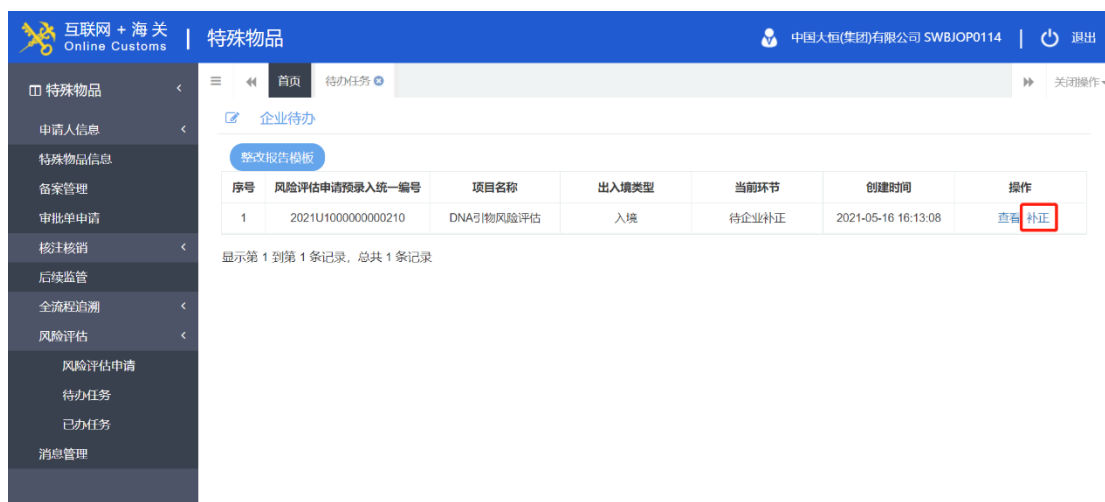 互联网 + 海 关
Online Customs
特殊物品
中国大恒(集团)有限公司 SWBJOP0114
退出
特殊物品
首页
待办任务
关闭操作
申请人信息
特殊物品信息
备案管理
审批单申请
核注核销
后续监管
全流程追溯
风险评估
风险评估申请
待办任务
已办任务
消息管理
企业待办
整改报告模板
序号 风险评估申请预录入统一编号 项目名称 出入境类型 当前环节 创建时间 操作
1 2021U1000000000210 DNA引物风险评估 入境 待企业补正 2021-05-16 16:13:08 查看 补正
显示第 1 到第 1 条记录，总共 1 条记录